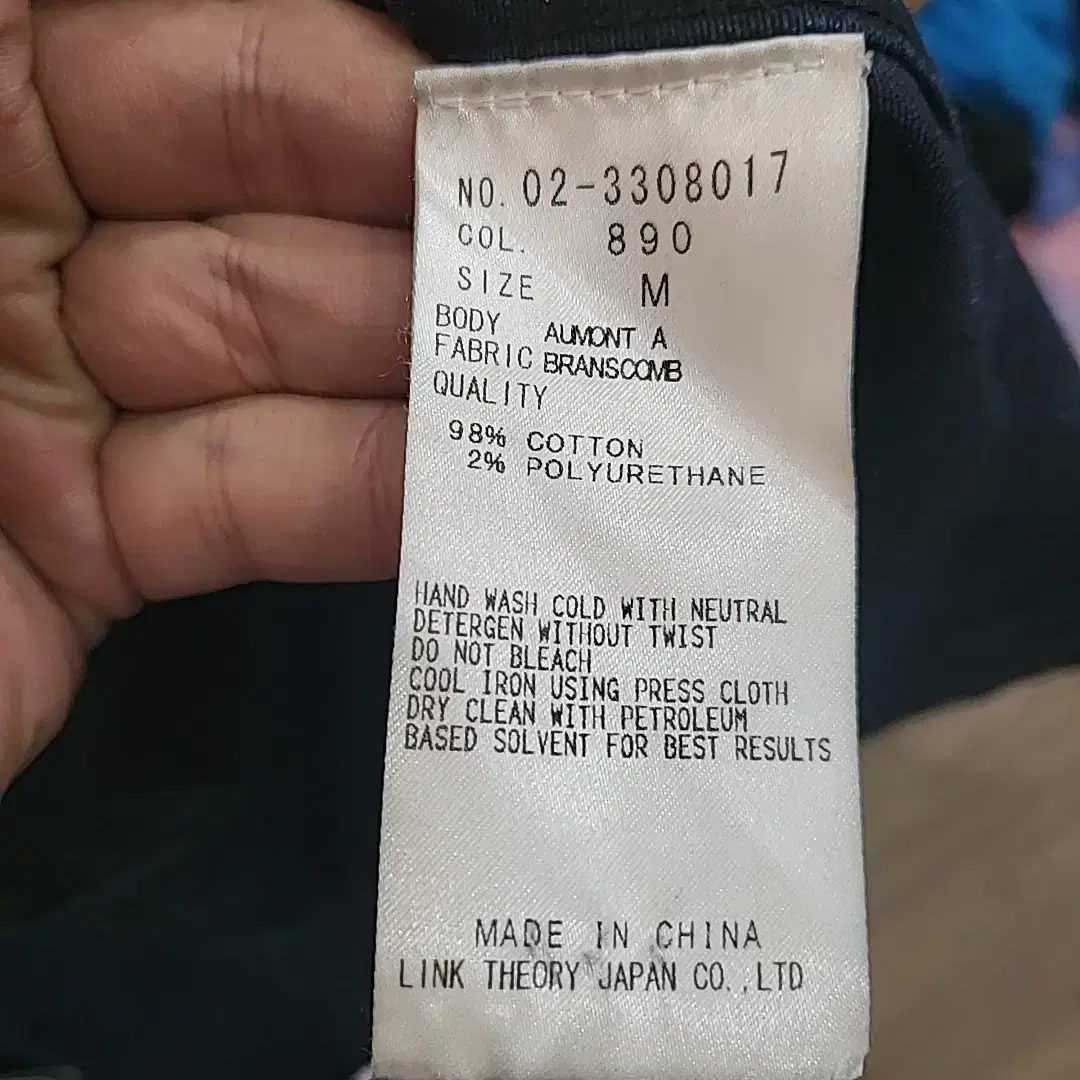 NO. 02-3308017
COL. 890
SIZE M
BODY AUMONT A
FABRIC BRANSCOMB
QUALITY
98% COTTON
2% POLYURETHANE
HAND WASH COLD WITH NEUTRAL
DETERGEN WITHOUT TWIST
DO NOT BLEACH
COOL IRON USING PRESS CLOTH
DRY CLEAN WITH PETROLEUM
BASED SOLVENT FOR BEST RESULTS
MADE IN CHINA
LINK THEORY JAPAN CO.,LTD